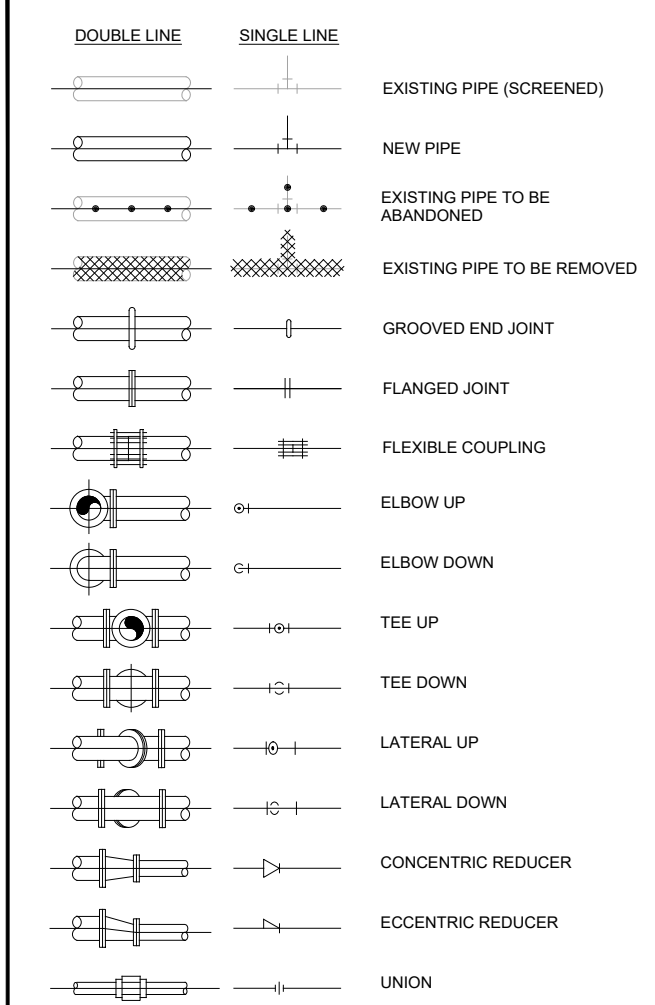 DOUBLE LINE SINGLE LINE
EXISTING PIPE (SCREENED)
NEW PIPE
EXISTING PIPE TO BE
ABANDONED
EXISTING PIPE TO BE REMOVED
GROOVED END JOINT
FLANGED JOINT
FLEXIBLE COUPLING
ELBOW UP
ELBOW DOWN
TEE UP
TEE DOWN
LATERAL UP
LATERAL DOWN
CONCENTRIC REDUCER
ECCENTRIC REDUCER
UNION